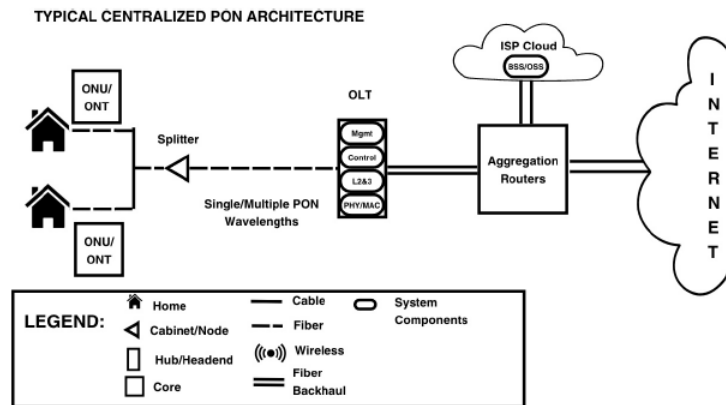 TYPICAL CENTRALIZED PON ARCHITECTURE
ONU/
ONT
Splitter
Single/Multiple PON
Wavelengths
ONU/
ONT
OLT
Mgmt
Control
L2&3
PHY/MAC
ISP Cloud
BSS/OSS
Aggregation
Routers
INTERNET
LEGEND:
Home
Cabinet/Node
Hub/Headend
Core
Cable
Fiber
Wireless
Fiber
Backhaul
System
Components